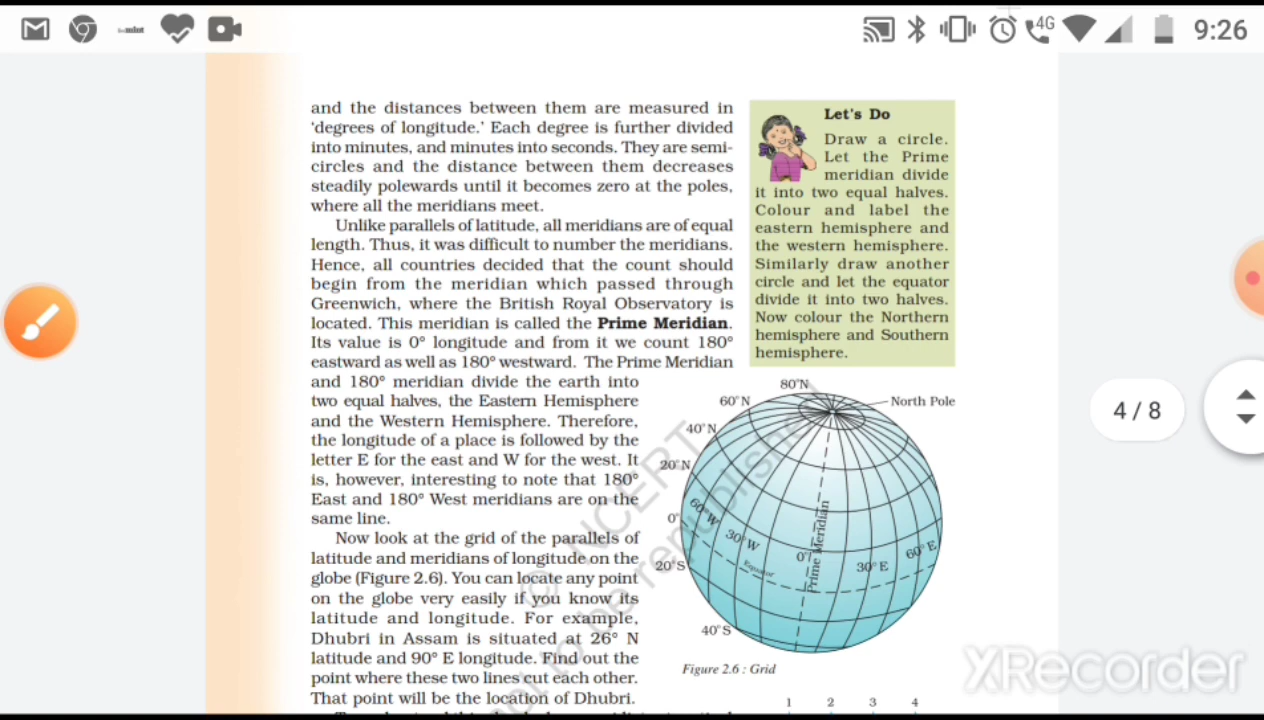 4G
9:26
and the distances between them are measured in
'degrees of longitude.' Each degree is further divided
into minutes, and minutes into seconds. They are semi-
circles and the distance between them decreases
steadily polewards until it becomes zero at the poles,
where all the meridians meet.
Unlike parallels of latitude, all meridians are of equal
length. Thus, it was difficult to number the meridians.
Hence, all countries decided that the count should
begin from the meridian which passed through
Greenwich, where the British Royal Observatory is
located. This meridian is called the Prime Meridian.
Its value is 0° longitude and from it we count 180°
eastward as well as 180° westward. The Prime Meridian
and 180° meridian divide the earth into
two equal halves, the Eastern Hemisphere
and the Western Hemisphere. Therefore,
the longitude of a place is followed by the
letter E for the east and W for the west. It
is, however, interesting to note that 180°
East and 180° West meridians are on the
same line.
Now look at the grid of the parallels of
latitude and meridians of longitude on the
globe (Figure 2.6). You can locate any point
on the globe very easily if you know its
latitude and longitude. For example,
Dhubri in Assam is situated at 26° N
latitude and 90° E longitude. Find out the
point where these two lines cut each other.
That point will be the location of Dhubri.
Let's Do
Draw a circle.
Let the Prime
meridian divide
it into two equal halves.
Colour and label the
eastern hemisphere and
the western hemisphere.
Similarly draw another
circle and let the equator
divide it into two halves.
Now colour the Northern
hemisphere and Southern
hemisphere.
80°N
60°N
North Pole
40°N
20°N
0°
20°S
40°S
60°W
30°W
0°
30°E
60°E
Equator
Prime Meridian
Figure 2.6 : Grid
1 2 3 4
© NCERT
not to be republished
4 / 8
XRecorder